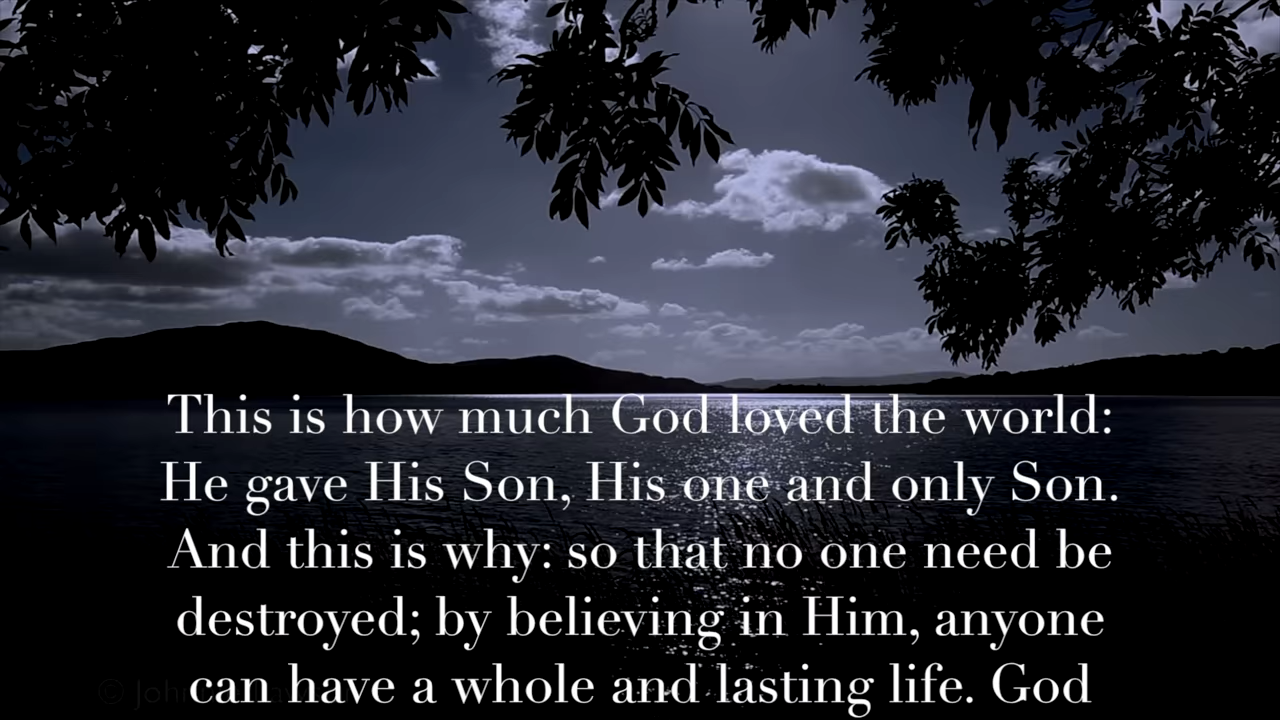 This is how much God loved the world:
He gave His Son, His one and only Son.
And this is why: so that no one need be
destroyed; by believing in Him, anyone
can have a whole and lasting life. God